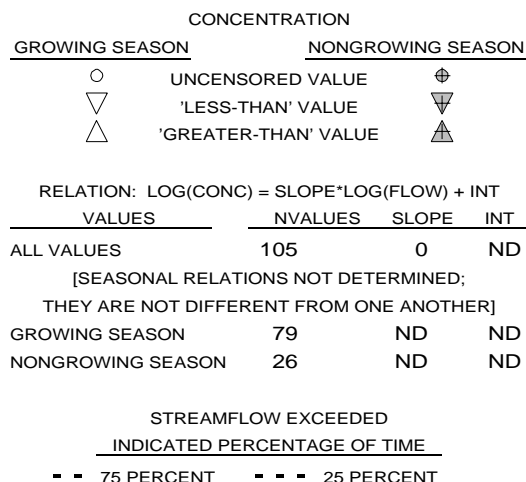 CONCENTRATION
GROWING SEASON NONGROWING SEASON
UNCENSORED VALUE
'LESS-THAN' VALUE
'GREATER-THAN' VALUE
RELATION: LOG(CONC) = SLOPE*LOG(FLOW) + INT
VALUES NVALUES SLOPE INT
ALL VALUES 105 0 ND
[SEASONAL RELATIONS NOT DETERMINED;
THEY ARE NOT DIFFERENT FROM ONE ANOTHER]
GROWING SEASON 79 ND ND
NONGROWING SEASON 26 ND ND
STREAMFLOW EXCEEDED
INDICATED PERCENTAGE OF TIME
75 PERCENT 25 PERCENT